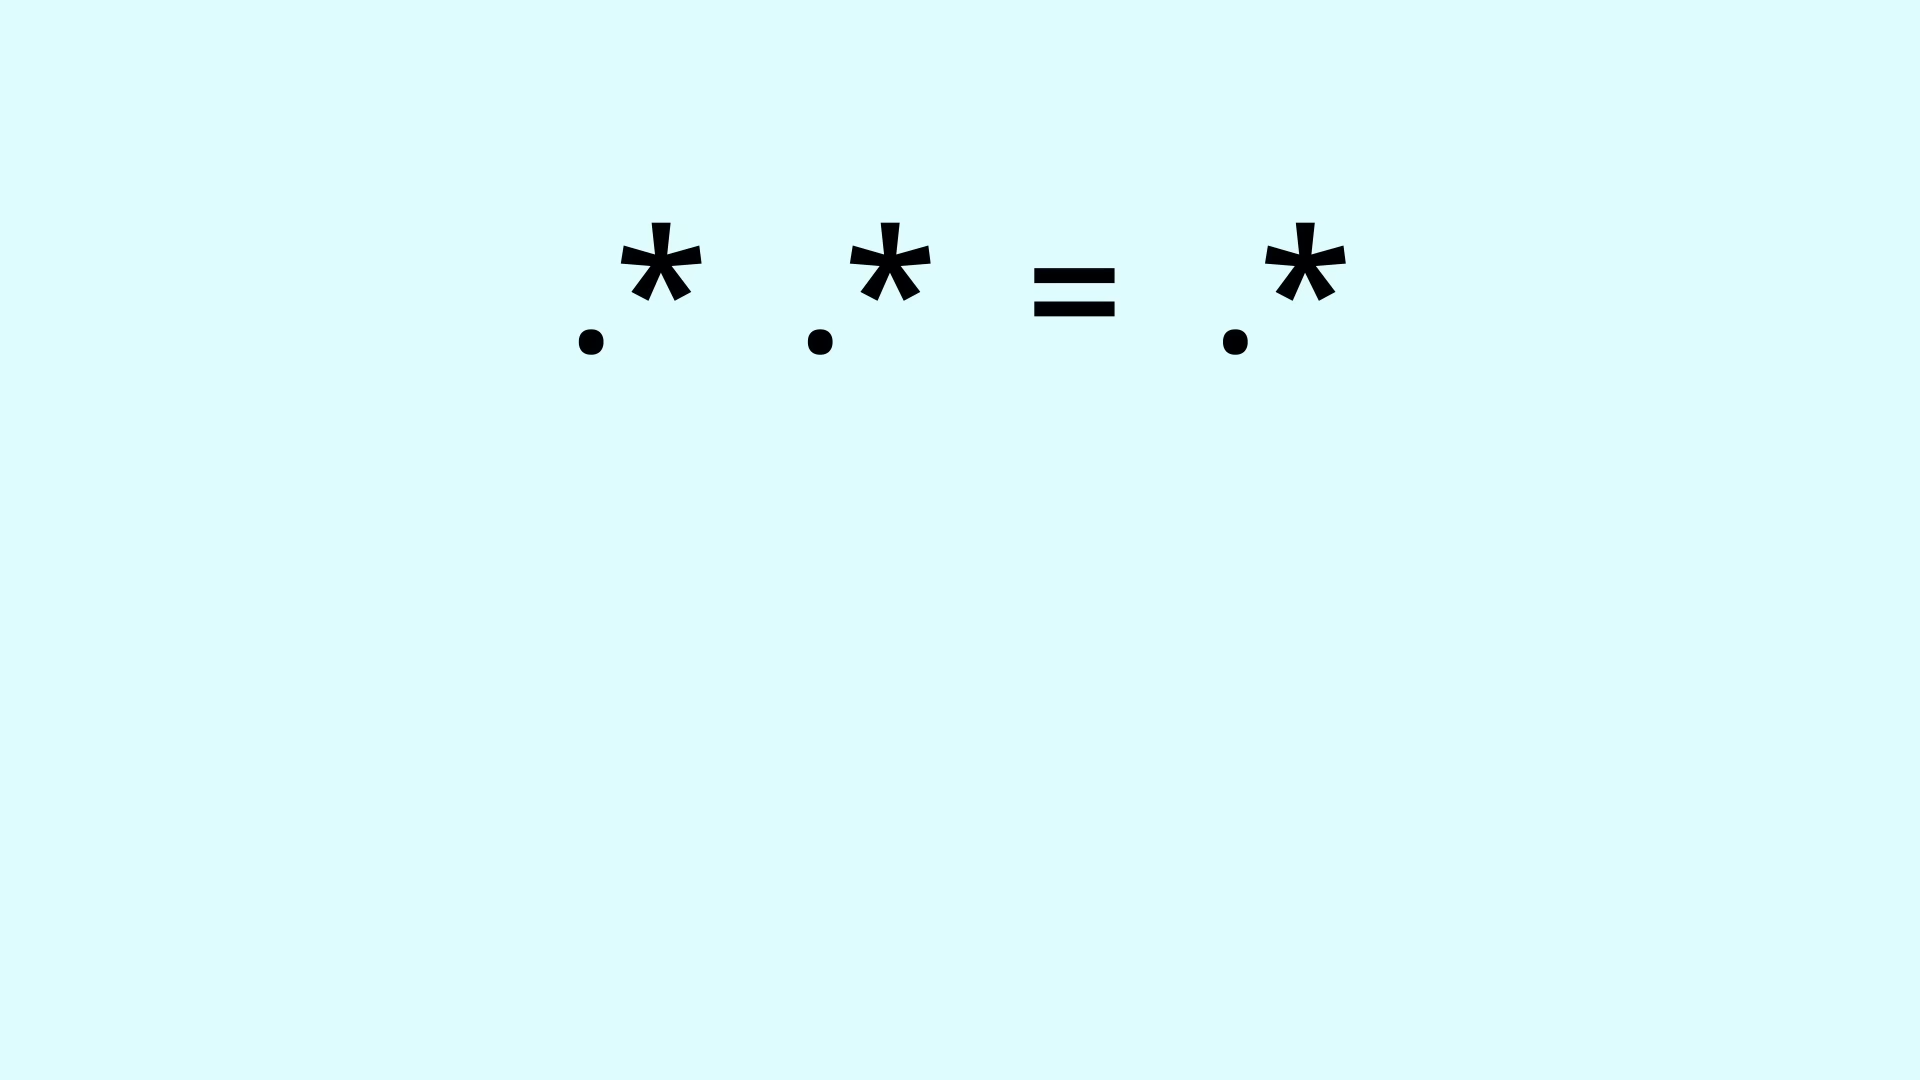 .* .* = .*